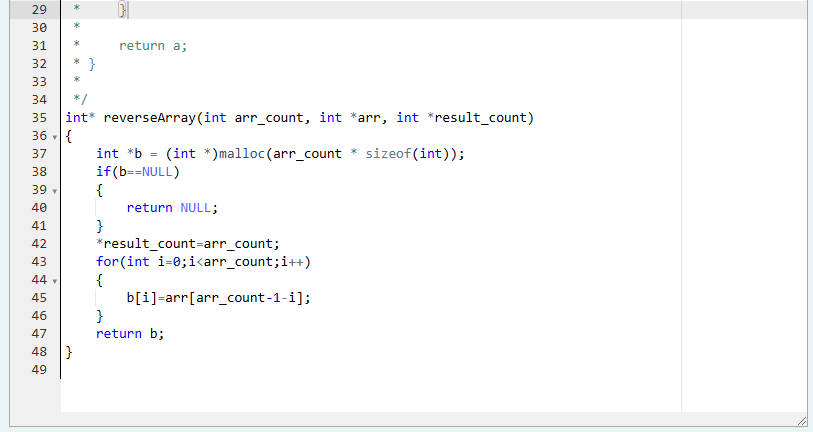 29 *     }
30 *
31 *     return a;
32 * }
33 *
34 */
35 int* reverseArray(int arr_count, int *arr, int *result_count)
36 {
37     int *b = (int *)malloc(arr_count * sizeof(int));
38     if(b==NULL)
39     {
40         return NULL;
41     }
42     *result_count=arr_count;
43     for(int i=0;i<arr_count;i++)
44     {
45         b[i]=arr[arr_count-1-i];
46     }
47     return b;
48 }
49